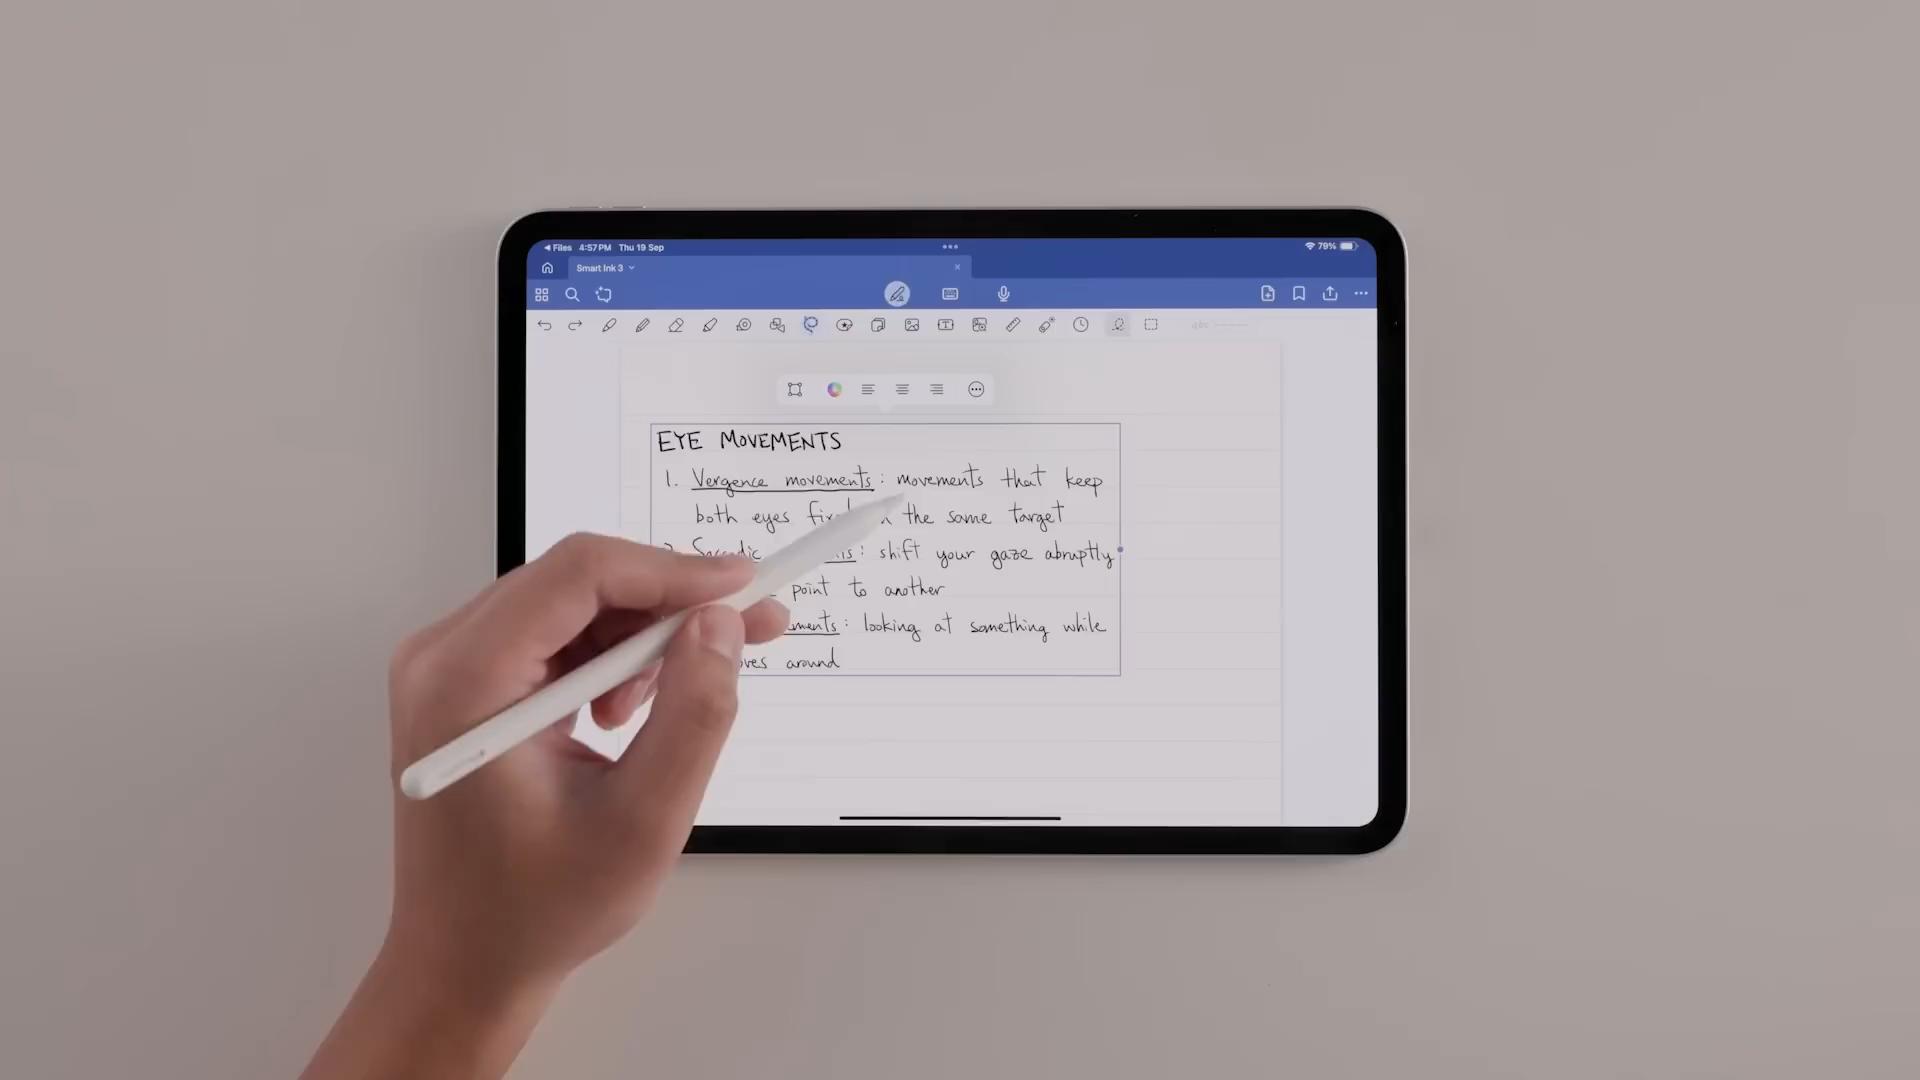 Files 4:57 PM Thu 19 Sep
79%
Smart Ink 3
abc
EYE MOVEMENTS
1. Vergence movements: movements that keep
both eyes the same target
shift your gaze abruptly
point to another
looking at something while
around